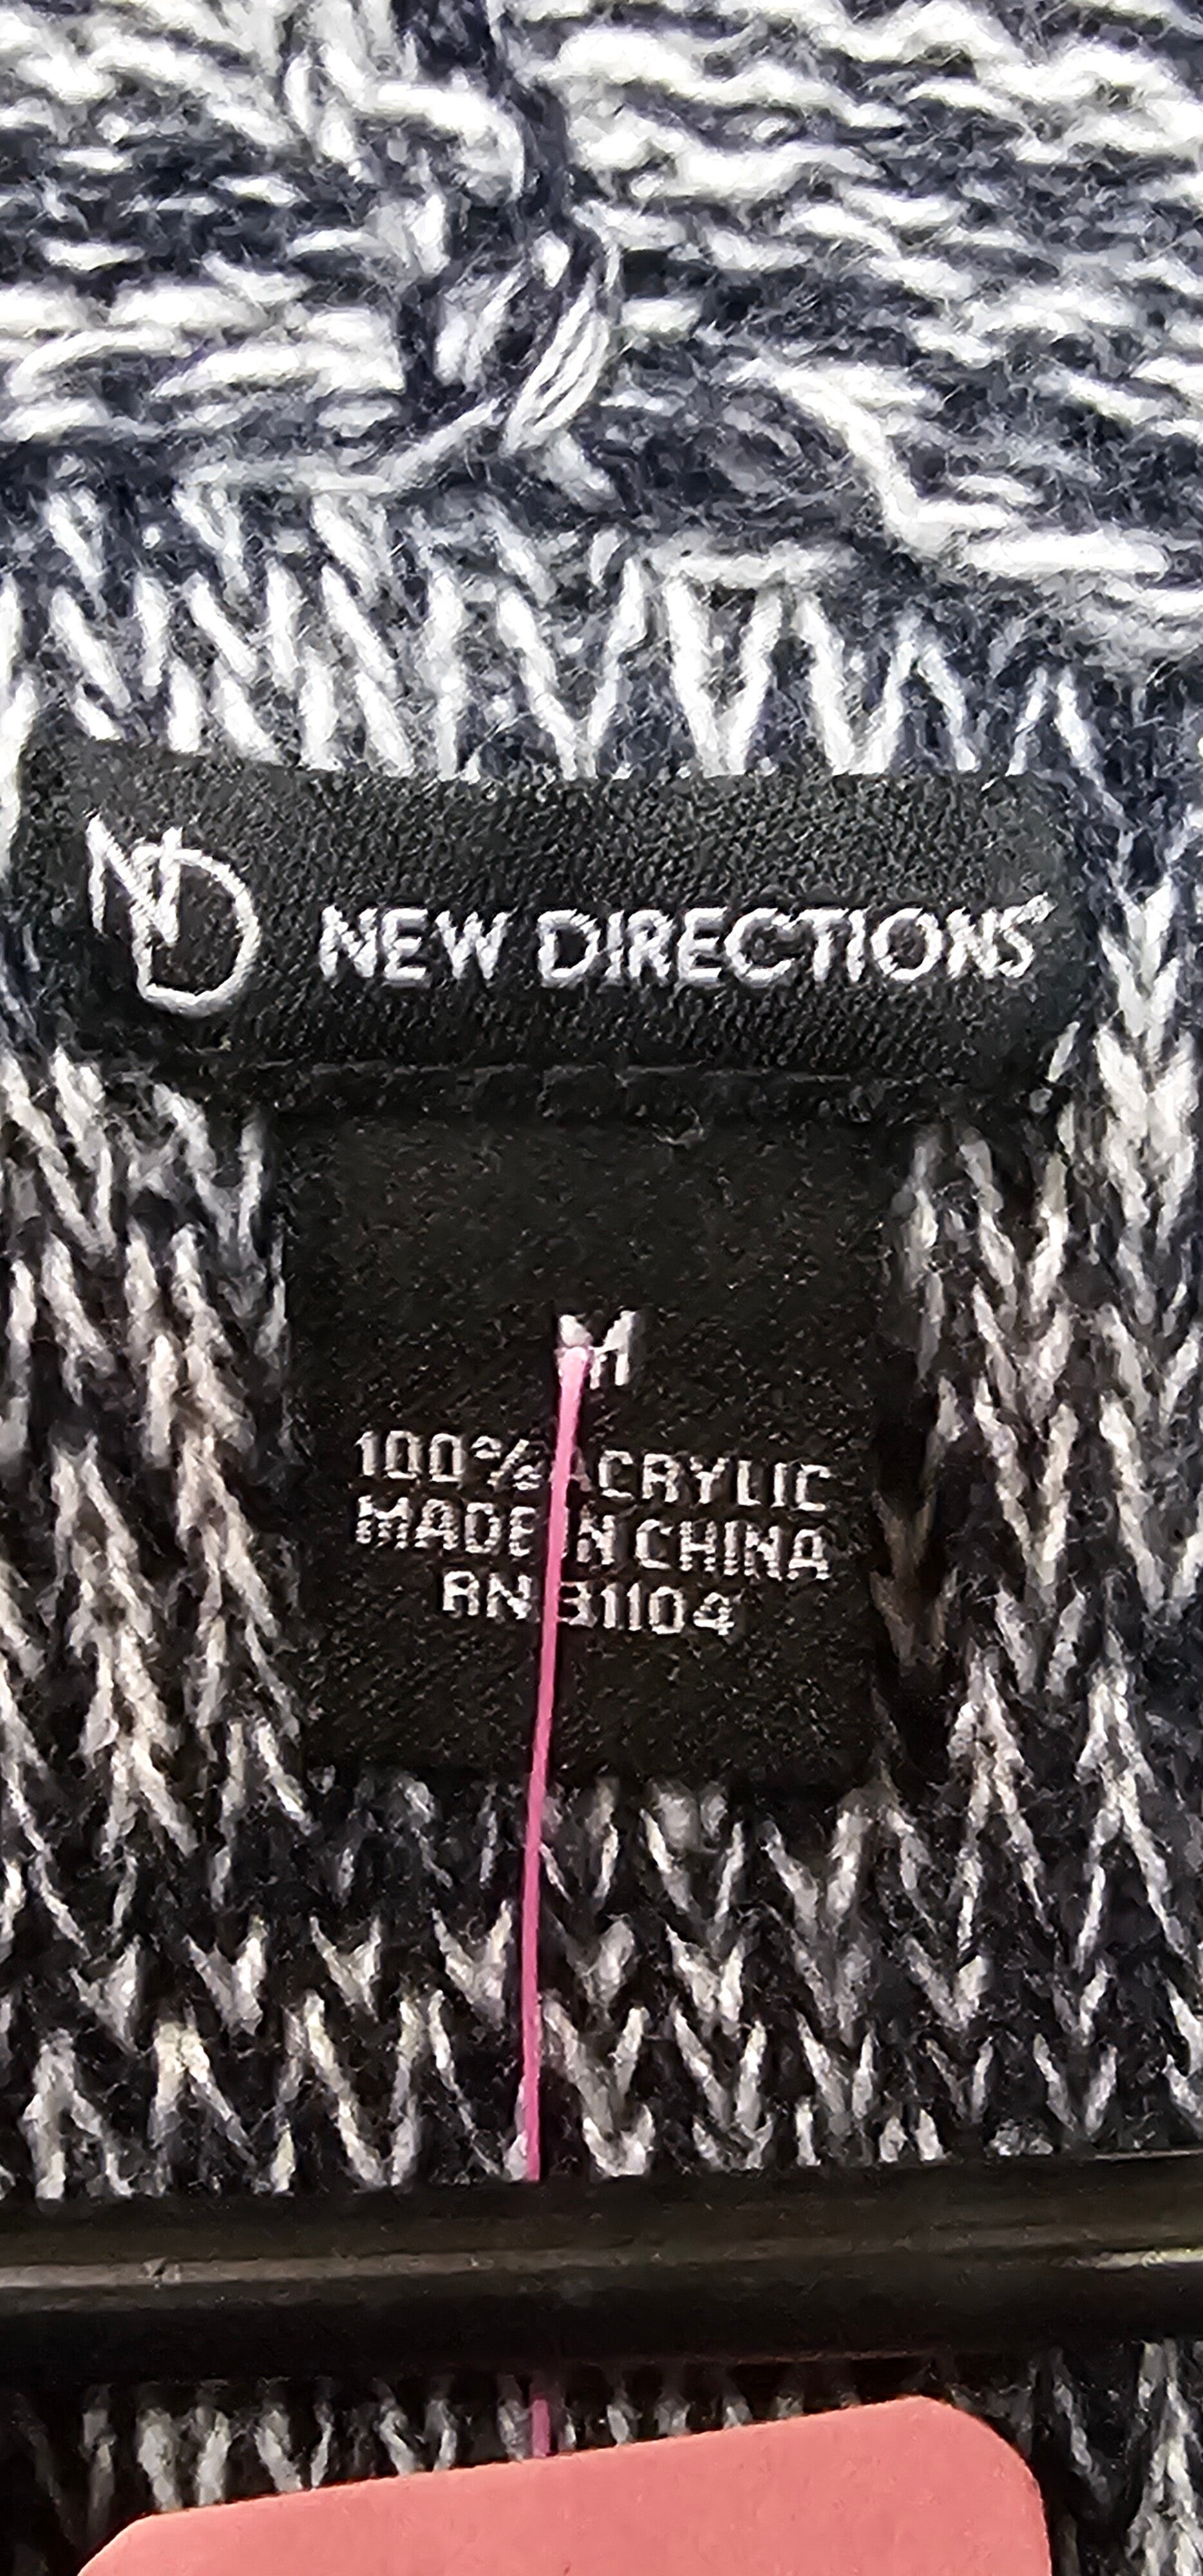 ND NEW DIRECTIONS®
M
100% ACRYLIC
MADE IN CHINA
RN 31104